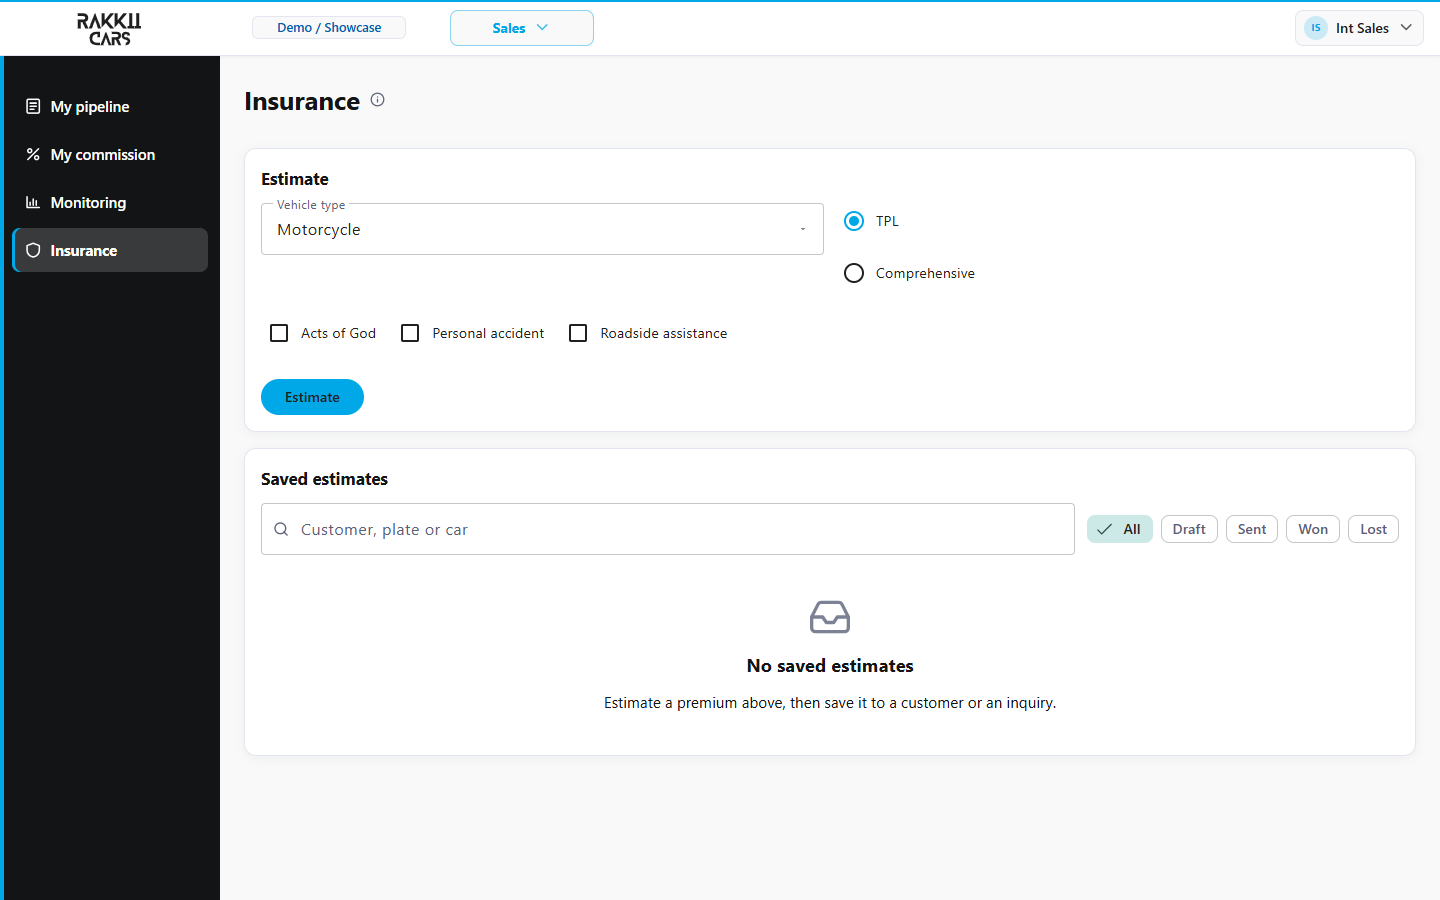 RAKKII
CARS
Demo / Showcase
Sales
IS
Int Sales
My pipeline
My commission
Monitoring
Insurance
Insurance
Estimate
Vehicle type
Motorcycle
TPL
Comprehensive
Acts of God
Personal accident
Roadside assistance
Estimate
Saved estimates
Customer, plate or car
All
Draft
Sent
Won
Lost
No saved estimates
Estimate a premium above, then save it to a customer or an inquiry.